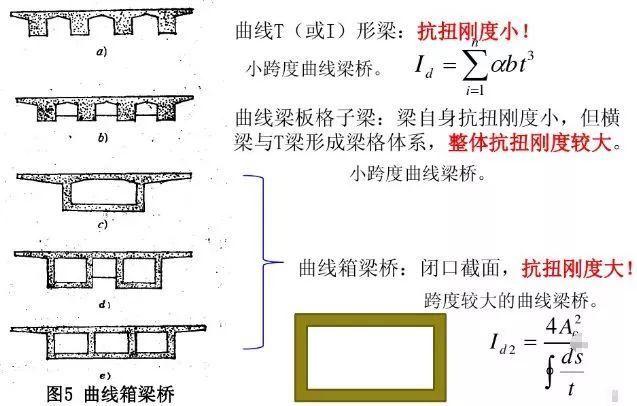 曲线T（或I）形梁：抗扭刚度小！
小跨度曲线梁桥。 I_d = \sum_{i=1}^{n} αbt^3
a)
曲线梁板格子梁：梁自身抗扭刚度小，但横
梁与T梁形成梁格体系，整体抗扭刚度较大。
b)
小跨度曲线梁桥。
c)
曲线箱梁桥：闭口截面，抗扭刚度大！
d)
跨度较大的曲线梁桥。
I_{d2} = \frac{4A^2}{\oint \frac{ds}{t}}
e)
图5 曲线箱梁桥